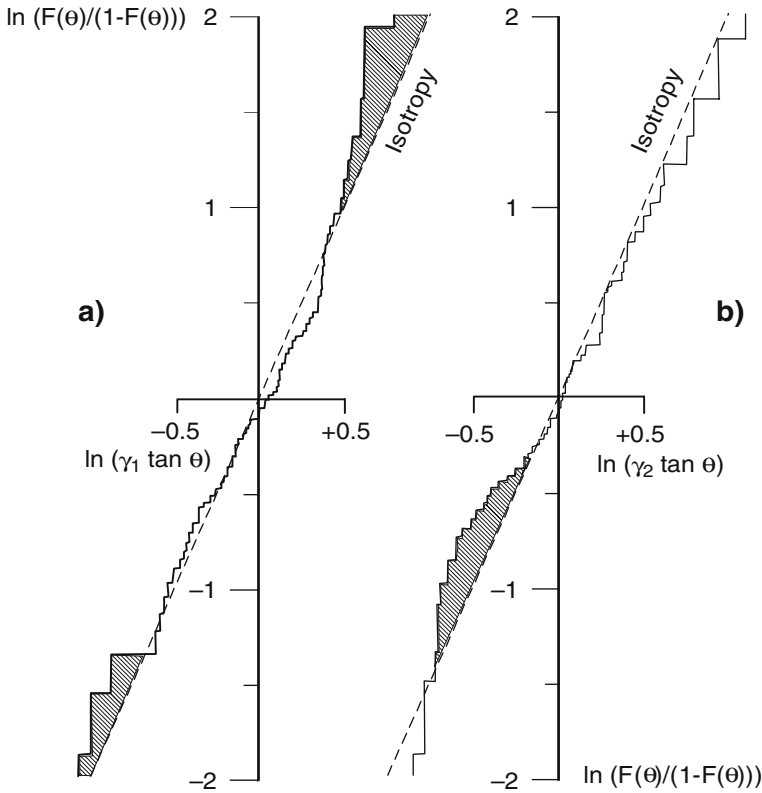 ln (F(θ)/(1-F(θ)))
2
2
Isotropy
Isotropy
1
1
a)
b)
−0.5
+0.5
−0.5
+0.5
ln (γ1 tan θ)
ln (γ2 tan θ)
−1
−1
−2
−2
ln (F(θ)/(1-F(θ)))